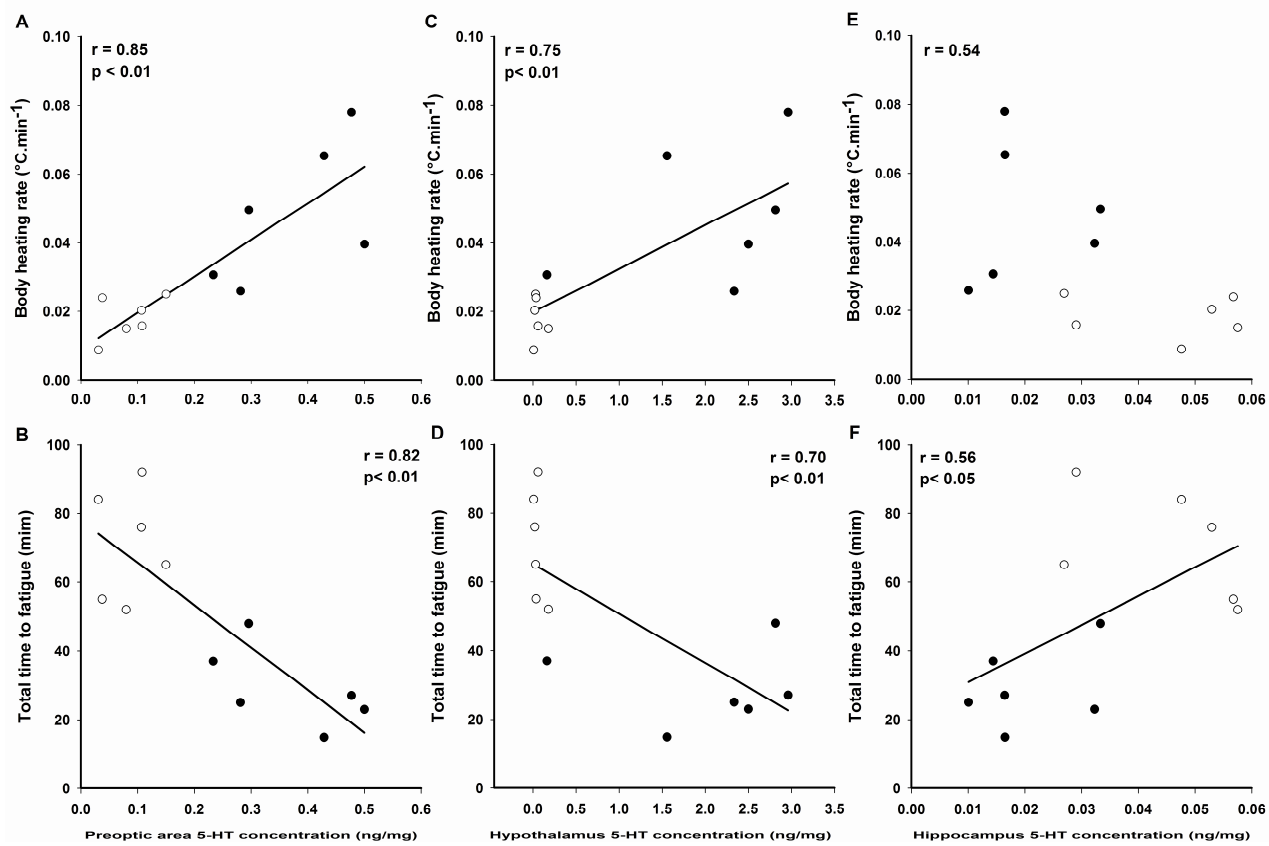 A
r = 0.85
p < 0.01
Body heating rate (°C.min-1)
0.10
0.08
0.06
0.04
0.02
0.00
0.0 0.1 0.2 0.3 0.4 0.5 0.6
C
r = 0.75
p< 0.01
Body heating rate (°C.min-1)
0.10
0.08
0.06
0.04
0.02
0.00
0.0 0.5 1.0 1.5 2.0 2.5 3.0 3.5
E
r = 0.54
Body heating rate (°C.min-1)
0.10
0.08
0.06
0.04
0.02
0.00
0.00 0.01 0.02 0.03 0.04 0.05 0.06
B
r = 0.82
p< 0.01
Total time to fatigue (mim)
100
80
60
40
20
0
0.0 0.1 0.2 0.3 0.4 0.5 0.6
Preoptic area 5-HT concentration (ng/mg)
D
r = 0.70
p< 0.01
Total time to fatigue (mim)
100
80
60
40
20
0
0.0 0.5 1.0 1.5 2.0 2.5 3.0 3.5
Hypothalamus 5-HT concentration (ng/mg)
F
r = 0.56
p< 0.05
Total time to fatigue (mim)
100
80
60
40
20
0
0.00 0.01 0.02 0.03 0.04 0.05 0.06
Hippocampus 5-HT concentration (ng/mg)